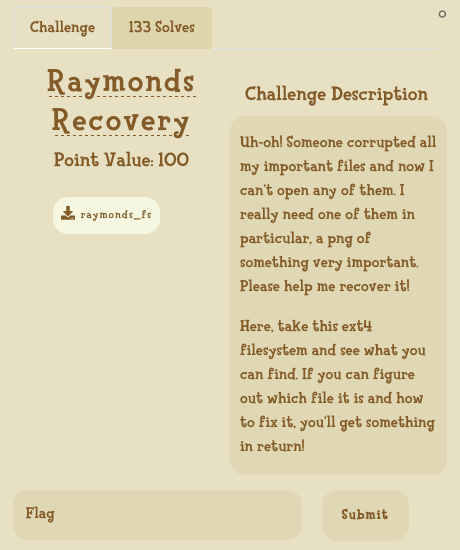 Challenge
133 Solves
Raymonds
Recovery
Point Value: 100
raymonds_fs
Challenge Description
Uh-oh! Someone corrupted all
my important files and now I
can't open any of them. I
really need one of them in
particular, a png of
something very important.
Please help me recover it!
Here, take this ext4
filesystem and see what you
can find. If you can figure
out which file it is and how
to fix it, you'll get something
in return!
Flag
Submit